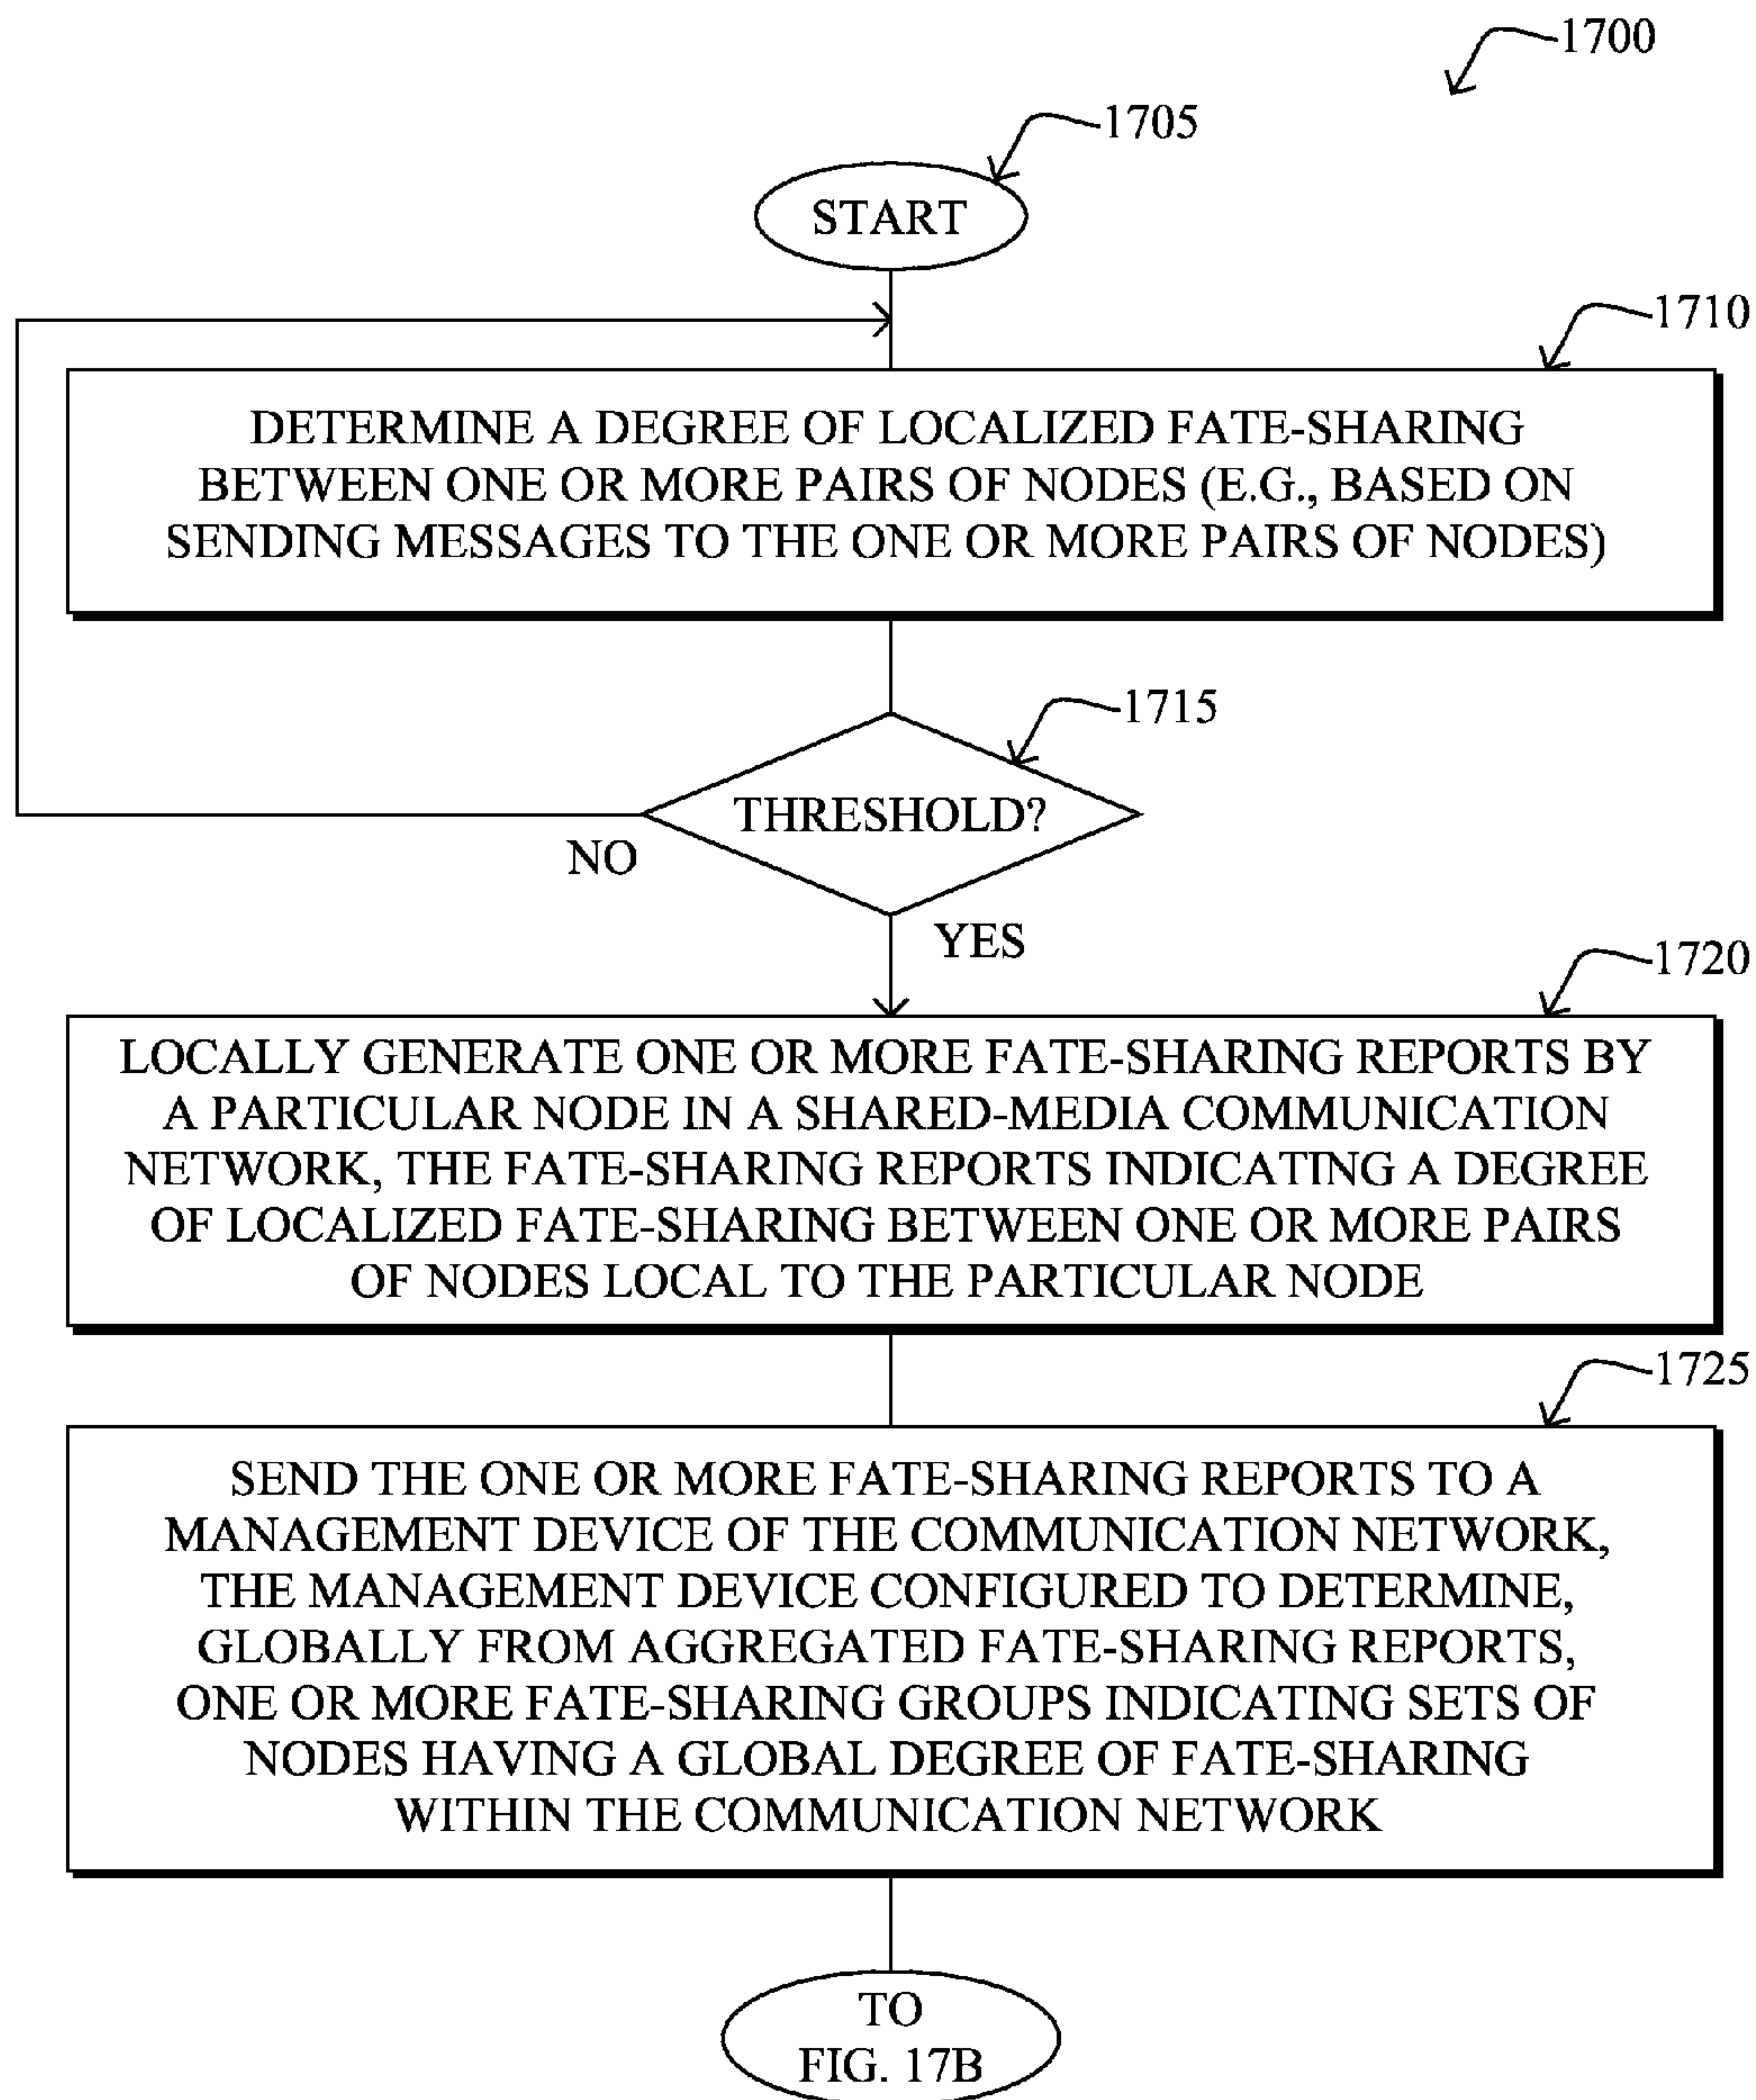 1700
1705
START
1710
DETERMINE A DEGREE OF LOCALIZED FATE-SHARING
BETWEEN ONE OR MORE PAIRS OF NODES (E.G., BASED ON
SENDING MESSAGES TO THE ONE OR MORE PAIRS OF NODES)
1715
THRESHOLD?
NO
YES
1720
LOCALLY GENERATE ONE OR MORE FATE-SHARING REPORTS BY
A PARTICULAR NODE IN A SHARED-MEDIA COMMUNICATION
NETWORK, THE FATE-SHARING REPORTS INDICATING A DEGREE
OF LOCALIZED FATE-SHARING BETWEEN ONE OR MORE PAIRS
OF NODES LOCAL TO THE PARTICULAR NODE
1725
SEND THE ONE OR MORE FATE-SHARING REPORTS TO A
MANAGEMENT DEVICE OF THE COMMUNICATION NETWORK,
THE MANAGEMENT DEVICE CONFIGURED TO DETERMINE,
GLOBALLY FROM AGGREGATED FATE-SHARING REPORTS,
ONE OR MORE FATE-SHARING GROUPS INDICATING SETS OF
NODES HAVING A GLOBAL DEGREE OF FATE-SHARING
WITHIN THE COMMUNICATION NETWORK
TO
FIG. 17B